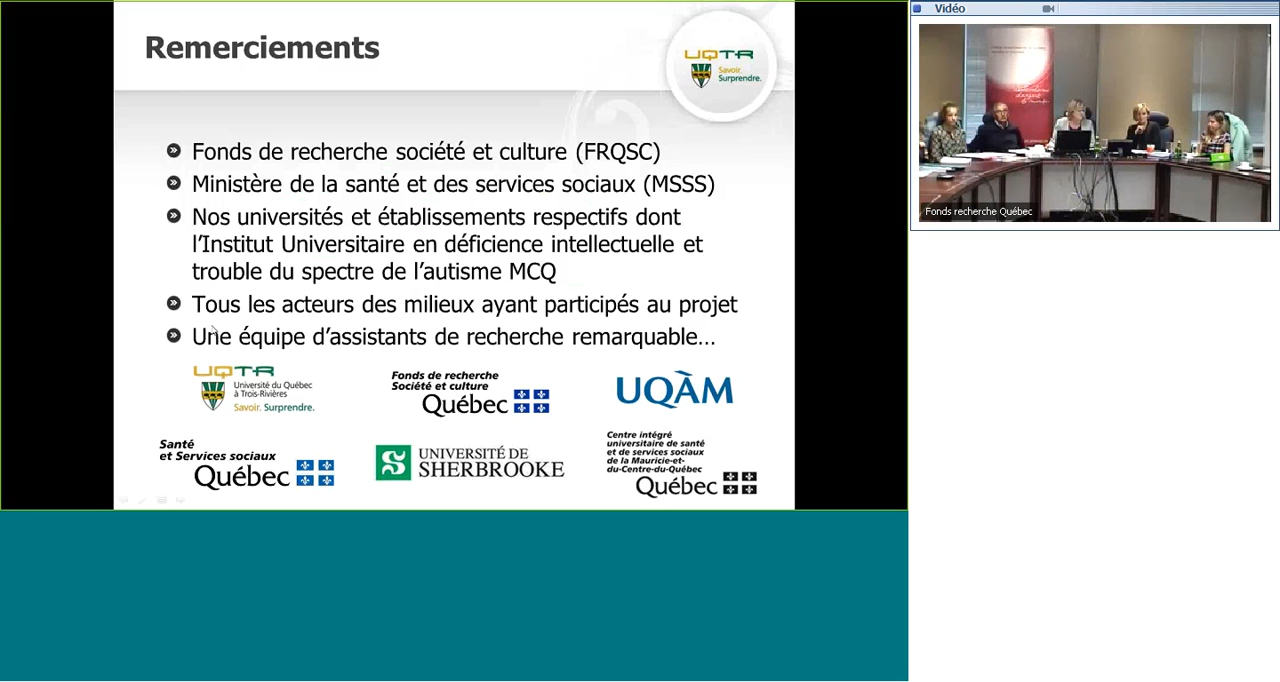 Remerciements
UQTR
Savoir.
Surprendre.
Fonds de recherche société et culture (FRQSC)
Ministère de la santé et des services sociaux (MSSS)
Nos universités et établissements respectifs dont
l'Institut Universitaire en déficience intellectuelle et
trouble du spectre de l'autisme MCQ
Tous les acteurs des milieux ayant participés au projet
Une équipe d'assistants de recherche remarquable...
UQTR
Université du Québec
à Trois-Rivières
Savoir. Surprendre.
Fonds de recherche
Société et culture
Québec
UQÀM
Santé
et Services sociaux
Québec
UNIVERSITÉ DE
SHERBROOKE
Centre intégré
universitaire de santé
et de services sociaux
de la Mauricie-et-
du-Centre-du-Québec
Québec
Vidéo
Fonds recherche Québec